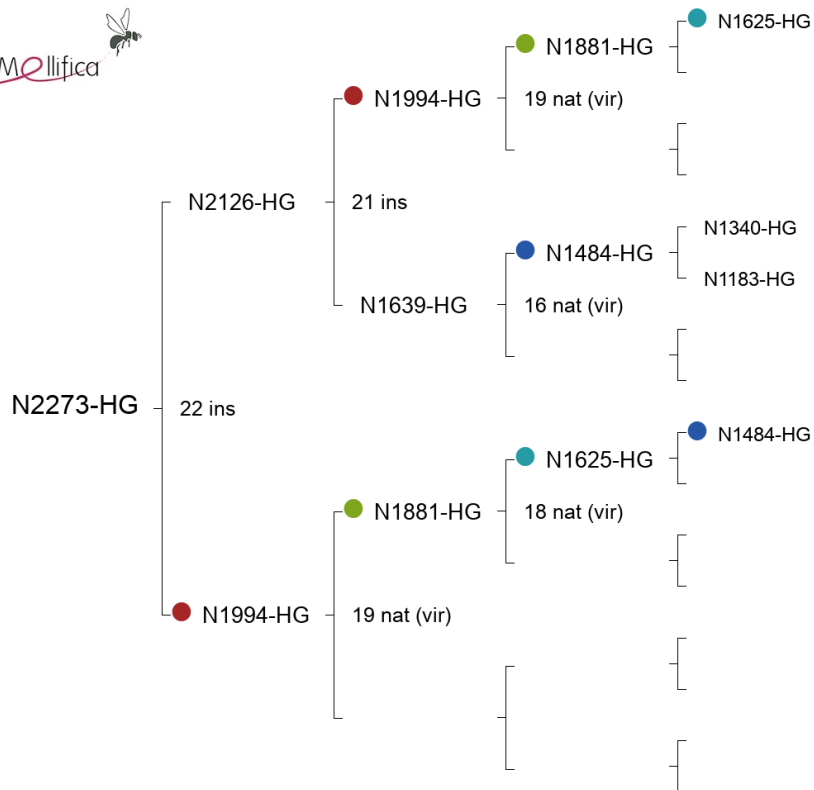 Mellifica
N1625-HG
N1881-HG
N1994-HG
19 nat (vir)
N2126-HG
21 ins
N1340-HG
N1484-HG
N1183-HG
N1639-HG
16 nat (vir)
N2273-HG
22 ins
N1484-HG
N1625-HG
N1881-HG
18 nat (vir)
N1994-HG
19 nat (vir)